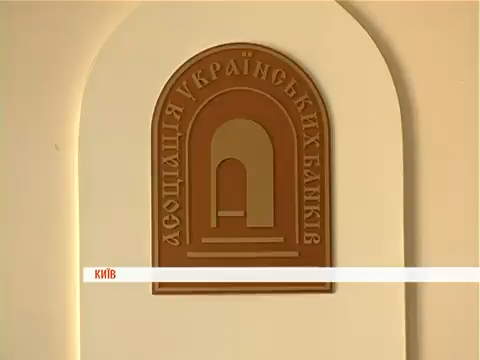 АСОЦІАЦІЯ УКРАЇНСЬКИХ БАНКІВ
КИЇВ